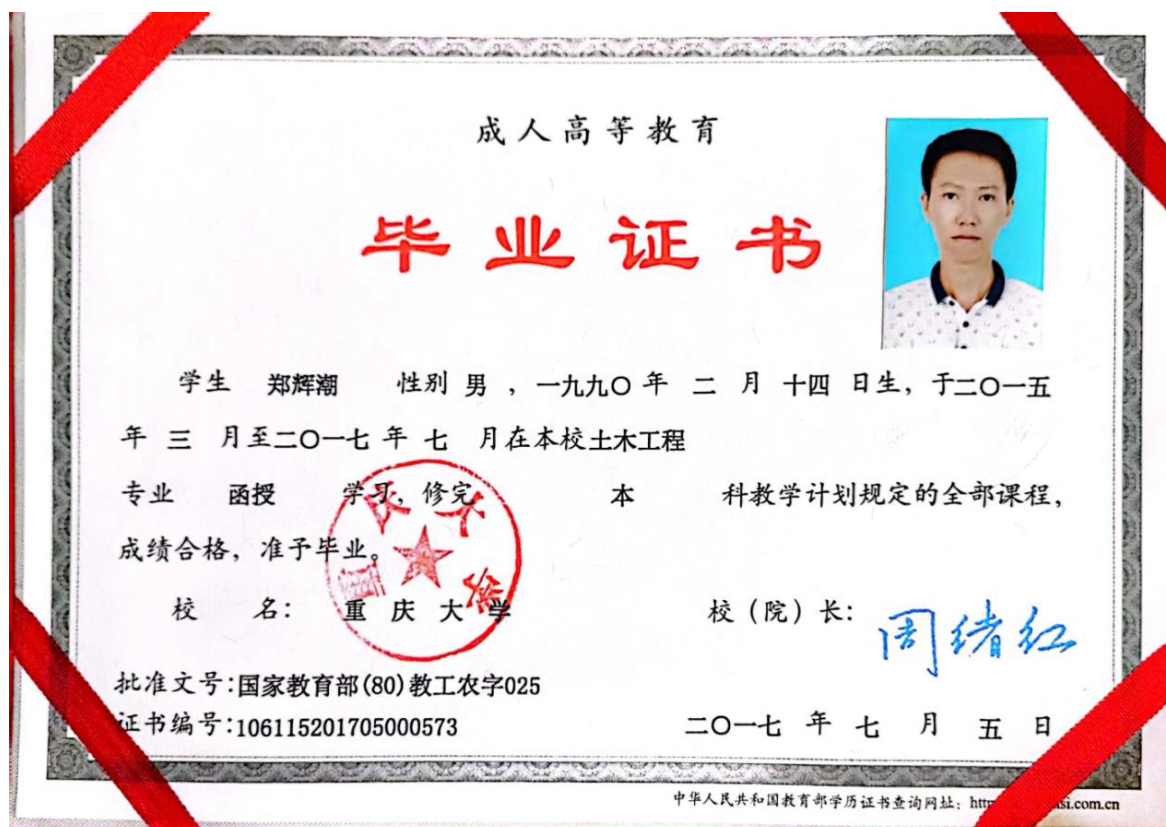 成人高等教育
毕业证书
学生 郑辉潮 性别 男 ，一九九〇 年 二 月 十四 日生，于二〇一五
年 三 月至二〇一七 年 七 月在本校土木工程
专业 函授 学习，修完 本 科教学计划规定的全部课程，
成绩合格，准予毕业。
校 名： 重 庆 大 学
校（院）长： 周绪红
批准文号：国家教育部(80)教工农字025
证书编号：106115201705000573
二〇一七 年 七 月 五 日
中华人民共和国教育部学历证书查询网址：